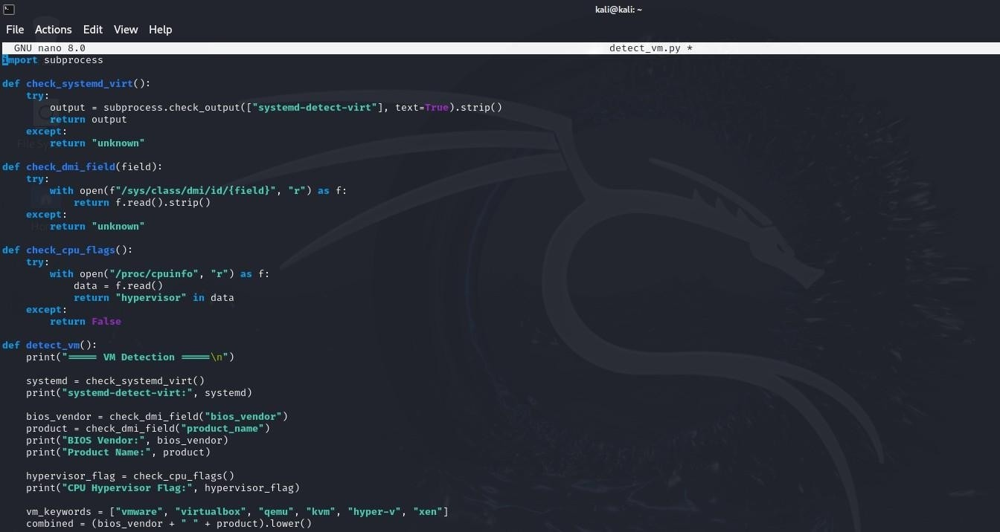 kali@kali: ~
File Actions Edit View Help
GNU nano 8.0 detect_vm.py *
import subprocess
def check_systemd_virt():
    try:
        output = subprocess.check_output(["systemd-detect-virt"], text=True).strip()
        return output
    except:
        return "unknown"
def check_dmi_field(field):
    try:
        with open(f"/sys/class/dmi/id/{field}", "r") as f:
            return f.read().strip()
    except:
        return "unknown"
def check_cpu_flags():
    try:
        with open("/proc/cpuinfo", "r") as f:
            data = f.read()
            return "hypervisor" in data
    except:
        return False
def detect_vm():
    print("===== VM Detection =====\n")
    systemd = check_systemd_virt()
    print("systemd-detect-virt:", systemd)
    bios_vendor = check_dmi_field("bios_vendor")
    product = check_dmi_field("product_name")
    print("BIOS Vendor:", bios_vendor)
    print("Product Name:", product)
    hypervisor_flag = check_cpu_flags()
    print("CPU Hypervisor Flag:", hypervisor_flag)
    vm_keywords = ["vmware", "virtualbox", "qemu", "kvm", "hyper-v", "xen"]
    combined = (bios_vendor + " " + product).lower()